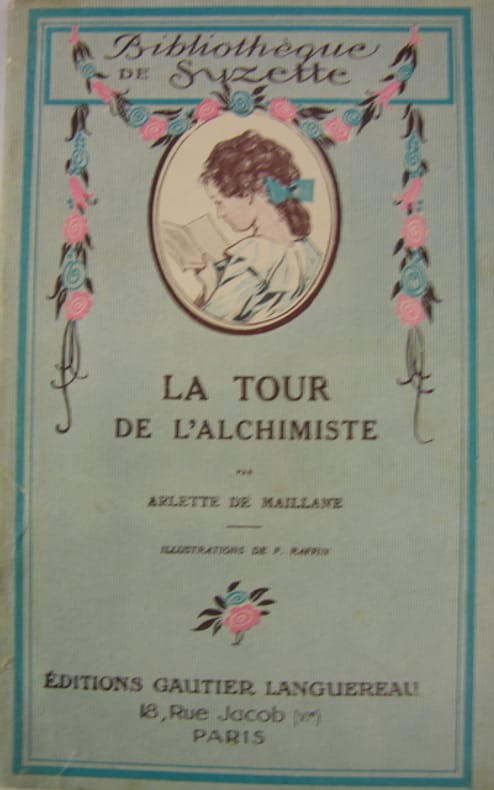 Bibliothèque
DE Suzette
LA TOUR
DE L'ALCHIMISTE
PAR
ARLETTE DE MAILLANE
ILLUSTRATIONS DE F. RAFFIN
ÉDITIONS GAUTIER LANGUEREAU
18, Rue Jacob (VIᵉ)
PARIS